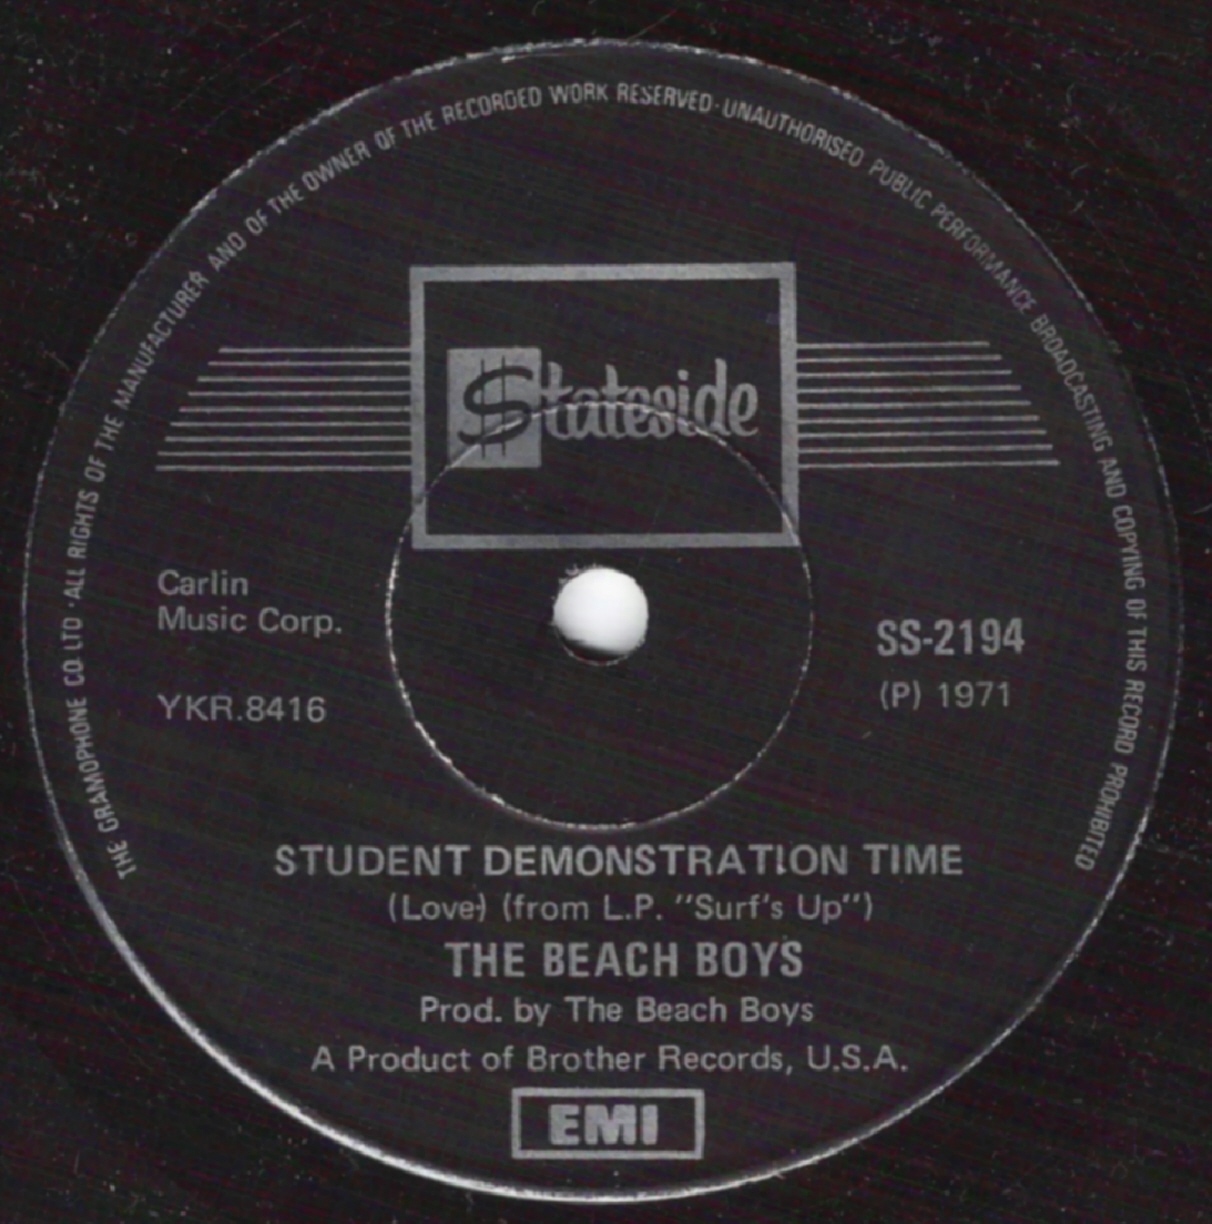 THE GRAMOPHONE CO LTD · ALL RIGHTS OF THE MANUFACTURER AND OF THE OWNER OF THE RECORDED WORK RESERVED · UNAUTHORISED PUBLIC PERFORMANCE BROADCASTING AND COPYING OF THIS RECORD PROHIBITED
Stateside
Carlin
Music Corp.
YKR.8416
SS-2194
(P) 1971
STUDENT DEMONSTRATION TIME
(Love) (from L.P. "Surf's Up")
THE BEACH BOYS
Prod. by The Beach Boys
A Product of Brother Records, U.S.A.
EMI